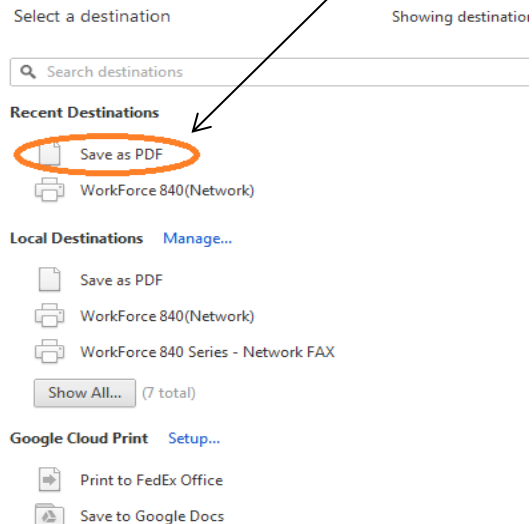 Select a destination
Showing destination
Search destinations
Recent Destinations
Save as PDF
WorkForce 840(Network)
Local Destinations Manage...
Save as PDF
WorkForce 840(Network)
WorkForce 840 Series - Network FAX
Show All... (7 total)
Google Cloud Print Setup...
Print to FedEx Office
Save to Google Docs